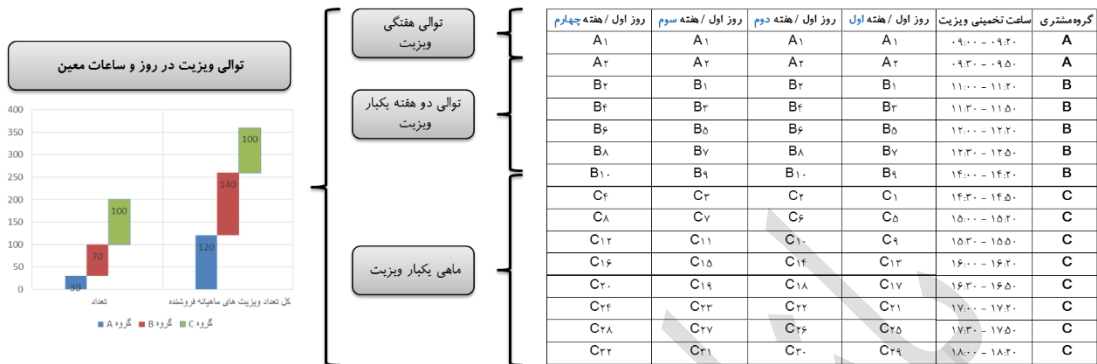 توالی ویزیت در روز و ساعات معین
400
350
300
250
200
150
100
50
0
30 70 100
120 140 100
تعداد
کل تعداد ویزیت های ماهیانه فروشنده
گروه A گروه B گروه C
توالی هفتگی
ویزیت
توالی دو هفته یکبار
ویزیت
ماهی یکبار ویزیت
گروه مشتری ساعت تخمینی ویزیت روز اول / هفته اول روز اول / هفته دوم روز اول / هفته سوم روز اول / هفته چهارم
A ۰۹:۰۰ – ۰۹:۲۰ A۱ A۱ A۱ A۱
A ۰۹:۳۰ – ۰۹:۵۰ A۲ A۲ A۲ A۲
B ۱۱:۰۰ – ۱۱:۲۰ B۱ B۲ B۱ B۲
B ۱۱:۳۰ – ۱۱:۵۰ B۳ B۴ B۳ B۴
B ۱۲:۰۰ – ۱۲:۲۰ B۵ B۶ B۵ B۶
B ۱۲:۳۰ – ۱۲:۵۰ B۷ B۸ B۷ B۸
B ۱۴:۰۰ – ۱۴:۲۰ B۹ B۱۰ B۹ B۱۰
C ۱۴:۳۰ – ۱۴:۵۰ C۱ C۲ C۳ C۴
C ۱۵:۰۰ – ۱۵:۲۰ C۵ C۶ C۷ C۸
C ۱۵:۳۰ – ۱۵:۵۰ C۹ C۱۰ C۱۱ C۱۲
C ۱۶:۰۰ – ۱۶:۲۰ C۱۳ C۱۴ C۱۵ C۱۶
C ۱۶:۳۰ – ۱۶:۵۰ C۱۷ C۱۸ C۱۹ C۲۰
C ۱۷:۰۰ – ۱۷:۲۰ C۲۱ C۲۲ C۲۳ C۲۴
C ۱۷:۳۰ – ۱۷:۵۰ C۲۵ C۲۶ C۲۷ C۲۸
C ۱۸:۰۰ – ۱۸:۲۰ C۲۹ C۳۰ C۳۱ C۳۲